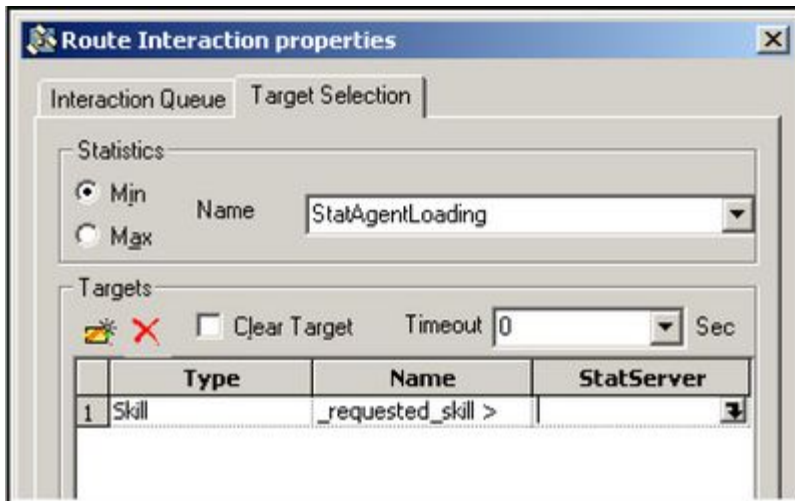 Route Interaction properties
Interaction Queue Target Selection
Statistics
Min
Name StatAgentLoading
Max
Targets
Clear Target Timeout 0 Sec
Type Name StatServer
1 Skill _requested_skill >